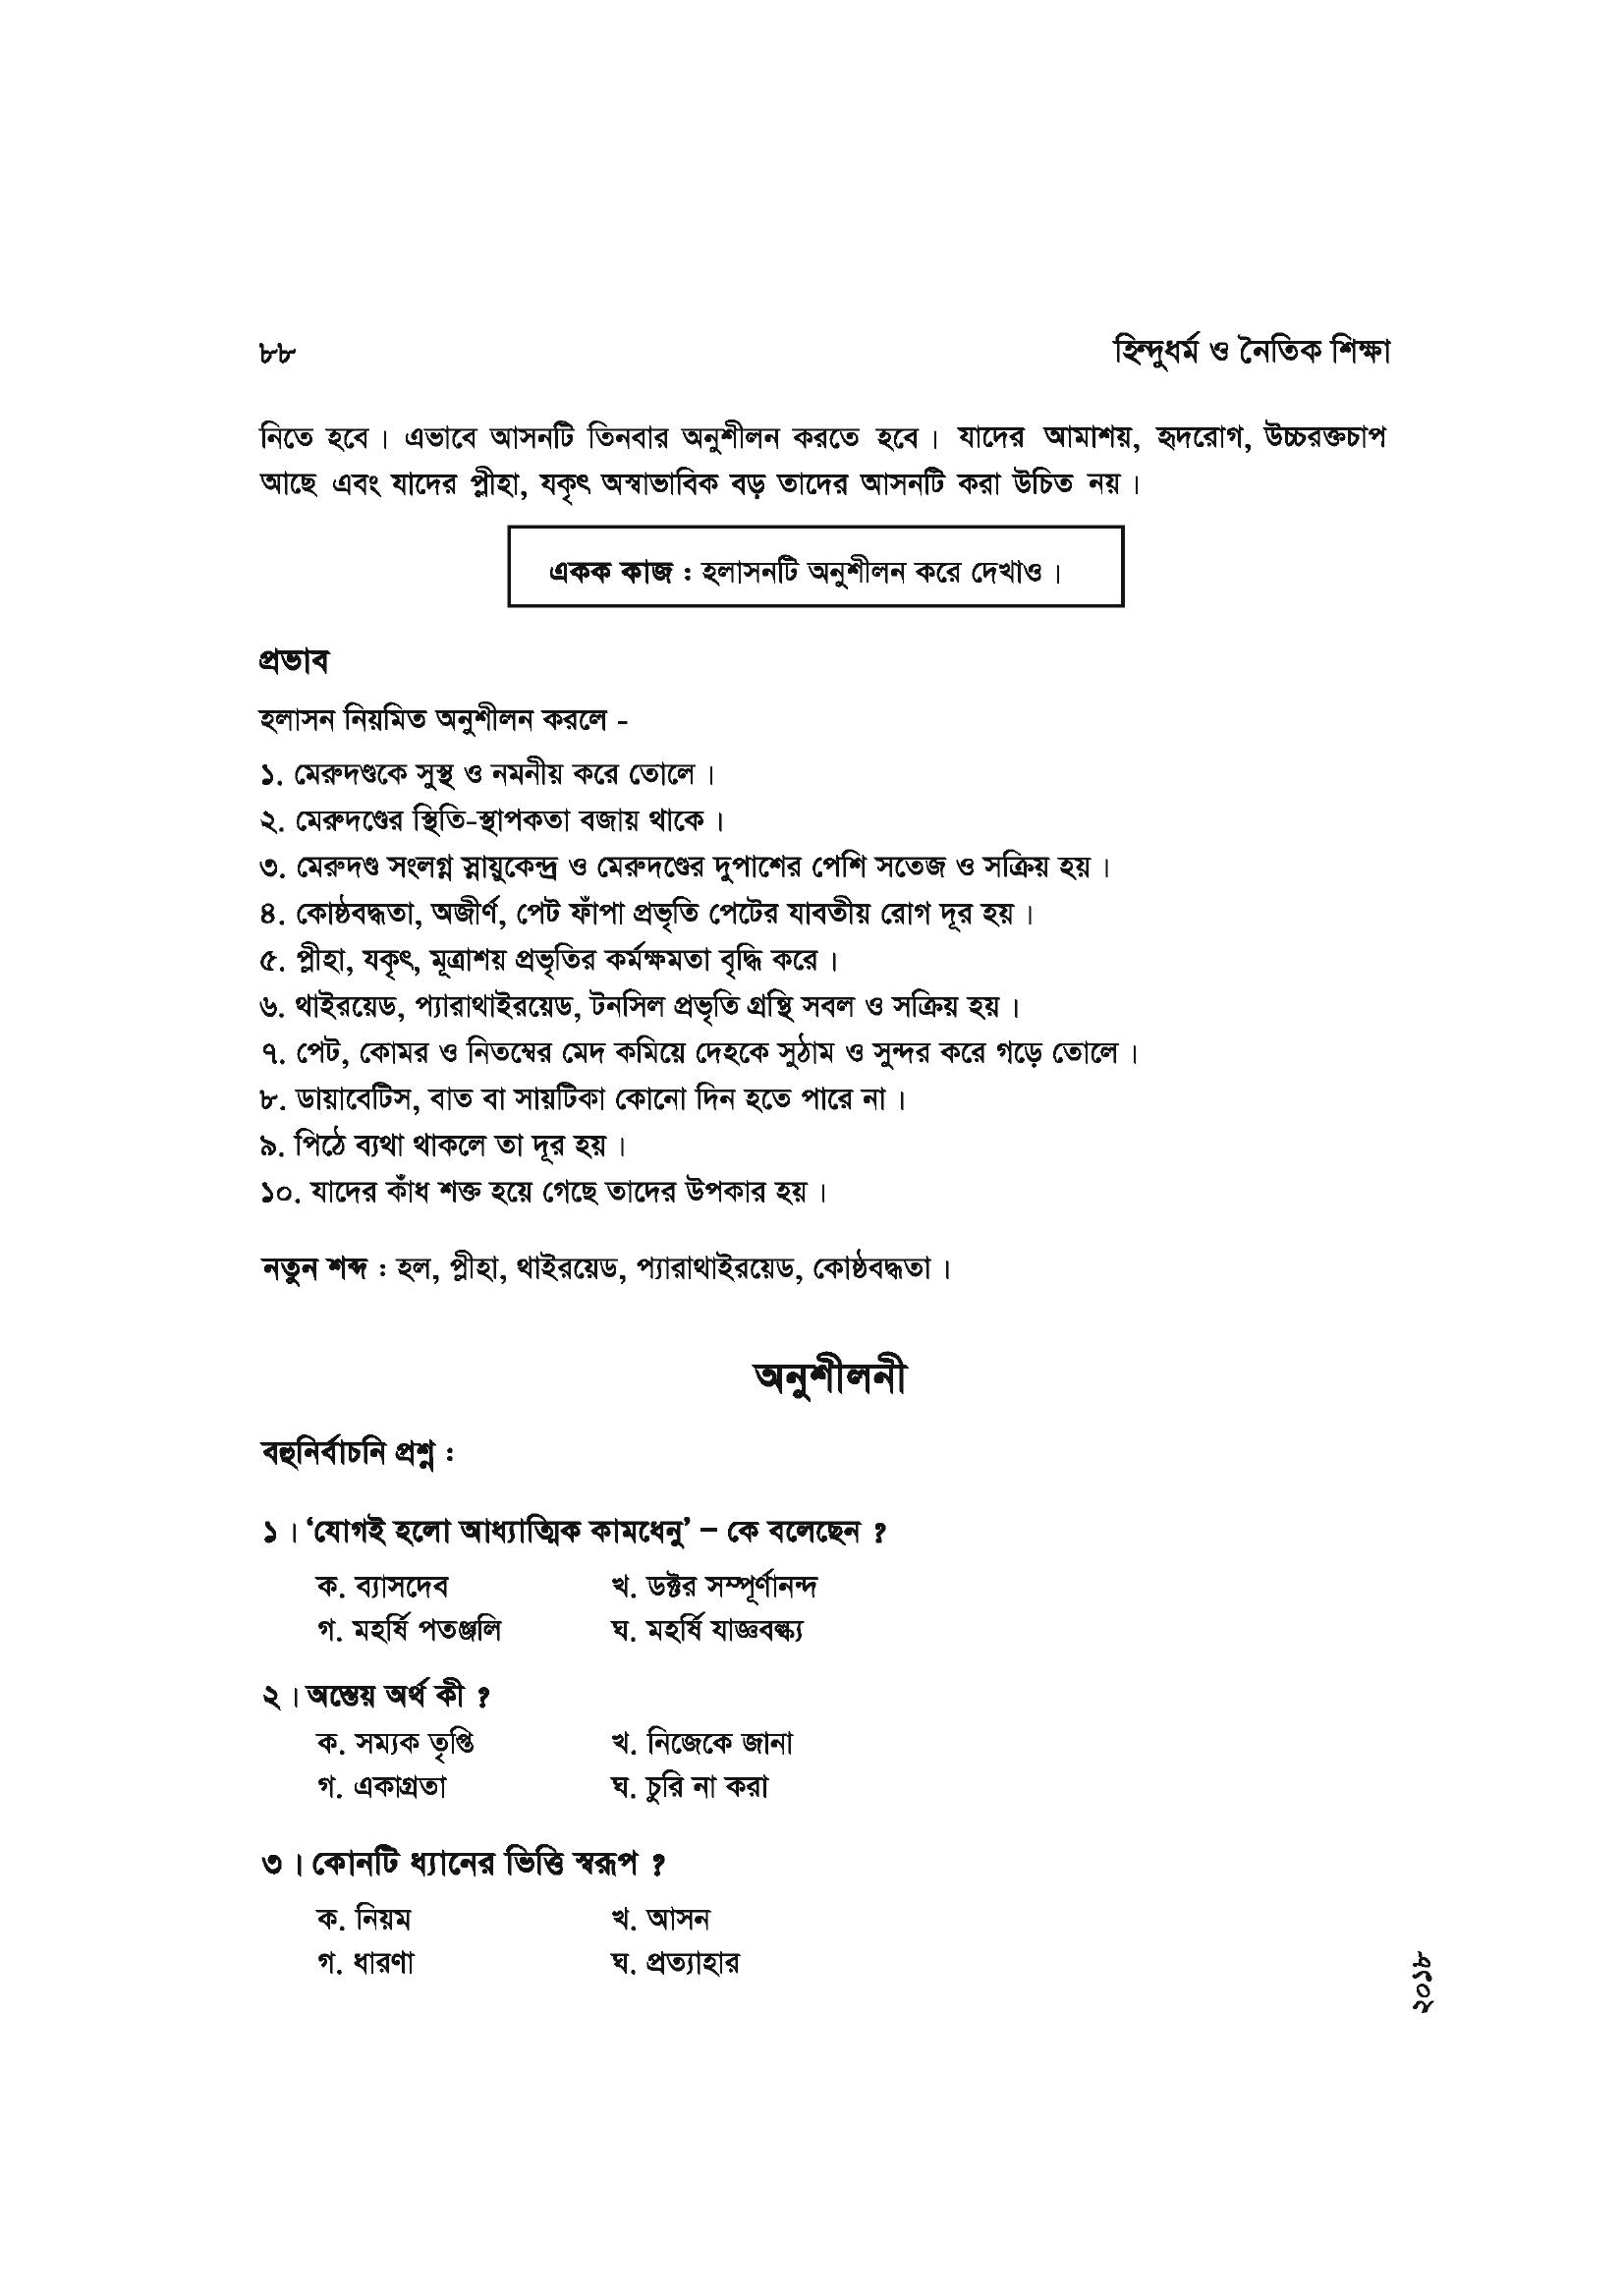 ৮৮ হিন্দুধর্ম ও নৈতিক শিক্ষা
নিতে হবে। এভাবে আসনটি তিনবার অনুশীলন করতে হবে। যাদের আমাশয়, হৃদরোগ, উচ্চরক্তচাপ
আছে এবং যাদের প্লীহা, যকৃৎ অস্বাভাবিক বড় তাদের আসনটি করা উচিত নয়।
একক কাজ : হলাসনটি অনুশীলন করে দেখাও।
প্রভাব
হলাসন নিয়মিত অনুশীলন করলে -
১. মেরুদণ্ডকে সুস্থ ও নমনীয় করে তোলে।
২. মেরুদণ্ডের স্থিতি-স্থাপকতা বজায় থাকে।
৩. মেরুদণ্ড সংলগ্ন স্নায়ুকেন্দ্র ও মেরুদণ্ডের দুপাশের পেশি সতেজ ও সক্রিয় হয়।
৪. কোষ্ঠবদ্ধতা, অজীর্ণ, পেট ফাঁপা প্রভৃতি পেটের যাবতীয় রোগ দূর হয়।
৫. প্লীহা, যকৃৎ, মূত্রাশয় প্রভৃতির কর্মক্ষমতা বৃদ্ধি করে।
৬. থাইরয়েড, প্যারাথাইরয়েড, টনসিল প্রভৃতি গ্রন্থি সবল ও সক্রিয় হয়।
৭. পেট, কোমর ও নিতম্বের মেদ কমিয়ে দেহকে সুঠাম ও সুন্দর করে গড়ে তোলে।
৮. ডায়াবেটিস, বাত বা সায়টিকা কোনো দিন হতে পারে না।
৯. পিঠে ব্যথা থাকলে তা দূর হয়।
১০. যাদের কাঁধ শক্ত হয়ে গেছে তাদের উপকার হয়।
নতুন শব্দ : হল, প্লীহা, থাইরয়েড, প্যারাথাইরয়েড, কোষ্ঠবদ্ধতা।
অনুশীলনী
বহুনির্বাচনি প্রশ্ন :
১। ‘যোগই হলো আধ্যাত্মিক কামধেনু’ – কে বলেছেন ?
ক. ব্যাসদেব খ. ডক্টর সম্পূর্ণানন্দ
গ. মহর্ষি পতঞ্জলি ঘ. মহর্ষি যাজ্ঞবল্ক্য
২। অস্তেয় অর্থ কী ?
ক. সম্যক তৃপ্তি খ. নিজেকে জানা
গ. একাগ্রতা ঘ. চুরি না করা
৩। কোনটি ধ্যানের ভিত্তি স্বরূপ ?
ক. নিয়ম খ. আসন
গ. ধারণা ঘ. প্রত্যাহার
২০১৮